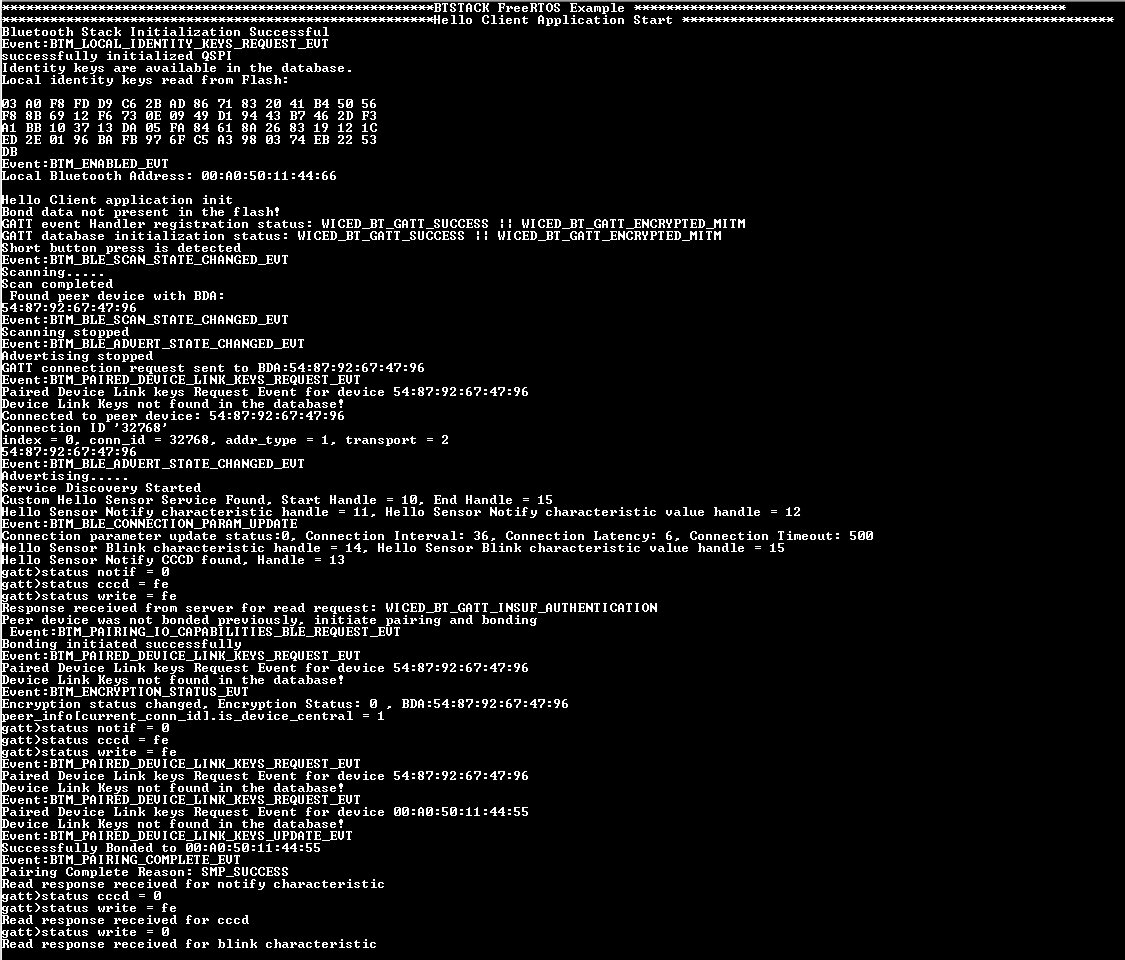 ******************************************************BTSTACK FreeRTOS Example ******************************************************
******************************************************Hello Client Application Start ******************************************************
Bluetooth Stack Initialization Successful
Event:BTM_LOCAL_IDENTITY_KEYS_REQUEST_EVT
successfully initialized QSPI
Identity keys are available in the database.
Local identity keys read from Flash:
03 A0 F8 FD D9 C6 2B AD 86 71 83 20 41 B4 50 56
F8 8B 69 12 F6 73 0E 09 49 D1 94 43 B7 46 2D F3
A1 BB 10 37 13 DA 05 FA 84 61 8A 26 83 19 12 1C
ED 2E 01 96 BA FB 97 6F C5 A3 98 03 74 EB 22 53
DB
Event:BTM_ENABLED_EVT
Local Bluetooth Address: 00:A0:50:11:44:66
Hello Client application init
Bond data not present in the flash!
GATT event Handler registration status: WICED_BT_GATT_SUCCESS || WICED_BT_GATT_ENCRYPTED_MITM
GATT database initialization status: WICED_BT_GATT_SUCCESS || WICED_BT_GATT_ENCRYPTED_MITM
Short button press is detected
Event:BTM_BLE_SCAN_STATE_CHANGED_EVT
Scanning.....
Scan completed
Found peer device with BDA:
54:87:92:67:47:96
Event:BTM_BLE_SCAN_STATE_CHANGED_EVT
Scanning stopped
Event:BTM_BLE_ADVERT_STATE_CHANGED_EVT
Advertising stopped
GATT connection request sent to BDA:54:87:92:67:47:96
Event:BTM_PAIRED_DEVICE_LINK_KEYS_REQUEST_EVT
Paired Device Link keys Request Event for device 54:87:92:67:47:96
Device Link Keys not found in the database!
Connected to peer device: 54:87:92:67:47:96
Connection ID '32768'
index = 0, conn_id = 32768, addr_type = 1, transport = 2
54:87:92:67:47:96
Event:BTM_BLE_ADVERT_STATE_CHANGED_EVT
Advertising.....
Service Discovery Started
Custom Hello Sensor Service Found, Start Handle = 10, End Handle = 15
Hello Sensor Notify characteristic handle = 11, Hello Sensor Notify characteristic value handle = 12
Event:BTM_BLE_CONNECTION_PARAM_UPDATE
Connection parameter update status:0, Connection Interval: 36, Connection Latency: 6, Connection Timeout: 500
Hello Sensor Blink characteristic handle = 14, Hello Sensor Blink characteristic value handle = 15
Hello Sensor Notify CCCD found, Handle = 13
gatt>status notif = 0
gatt>status cccd = fe
gatt>status write = fe
Response received from server for read request: WICED_BT_GATT_INSUF_AUTHENTICATION
Peer device was not bonded previously, initiate pairing and bonding
Event:BTM_PAIRING_IO_CAPABILITIES_BLE_REQUEST_EVT
Bonding initiated successfully
Event:BTM_PAIRED_DEVICE_LINK_KEYS_REQUEST_EVT
Paired Device Link keys Request Event for device 54:87:92:67:47:96
Device Link Keys not found in the database!
Event:BTM_ENCRYPTION_STATUS_EVT
Encryption status changed, Encryption Status: 0 , BDA:54:87:92:67:47:96
peer_info[current_conn_id].is_device_central = 1
gatt>status notif = 0
gatt>status cccd = fe
gatt>status write = fe
Event:BTM_PAIRED_DEVICE_LINK_KEYS_REQUEST_EVT
Paired Device Link keys Request Event for device 54:87:92:67:47:96
Device Link Keys not found in the database!
Event:BTM_PAIRED_DEVICE_LINK_KEYS_REQUEST_EVT
Paired Device Link keys Request Event for device 00:A0:50:11:44:55
Device Link Keys not found in the database!
Event:BTM_PAIRED_DEVICE_LINK_KEYS_UPDATE_EVT
Successfully Bonded to 00:A0:50:11:44:55
Event:BTM_PAIRING_COMPLETE_EVT
Pairing Complete Reason: SMP_SUCCESS
Read response received for notify characteristic
gatt>status cccd = 0
gatt>status write = fe
Read response received for cccd
gatt>status write = 0
Read response received for blink characteristic